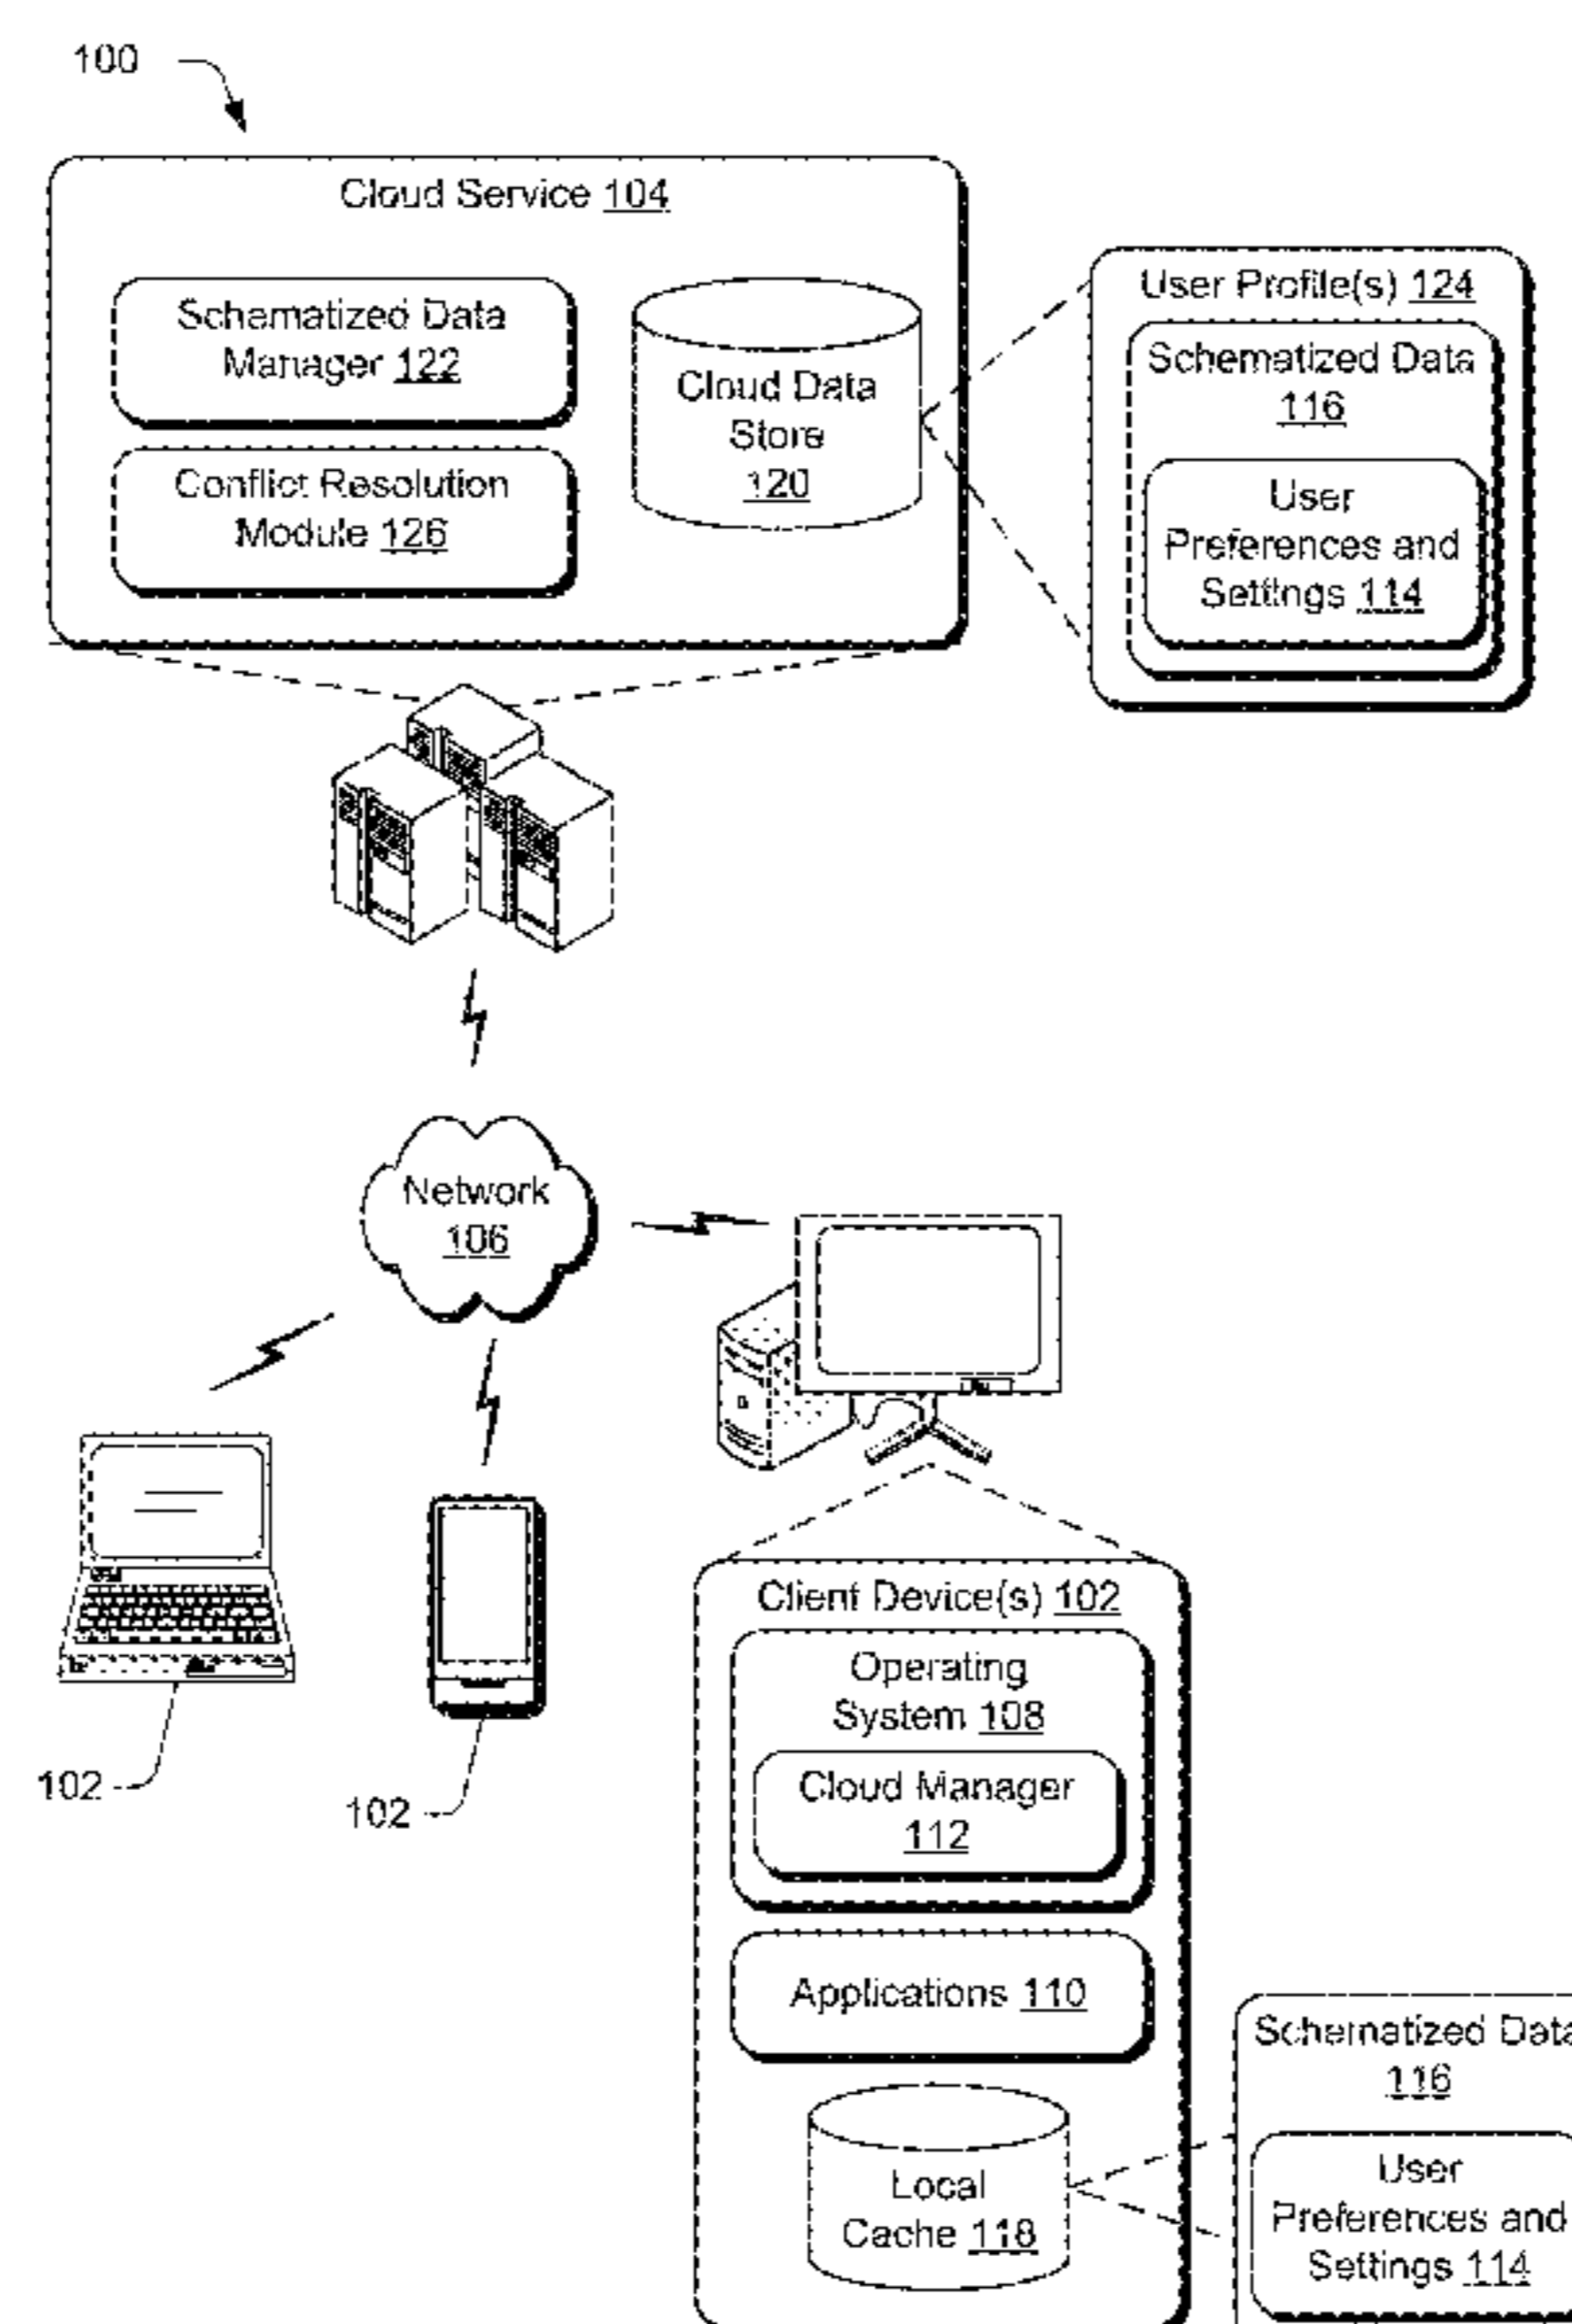 100
Cloud Service 104
Schematized Data
Manager 122
Conflict Resolution
Module 126
Cloud Data
Store
120
User Profile(s) 124
Schematized Data
116
User
Preferences and
Settings 114
Network
106
102
102
Client Device(s) 102
Operating
System 108
Cloud Manager
112
Applications 110
Local
Cache 118
Schematized Data
116
User
Preferences and
Settings 114